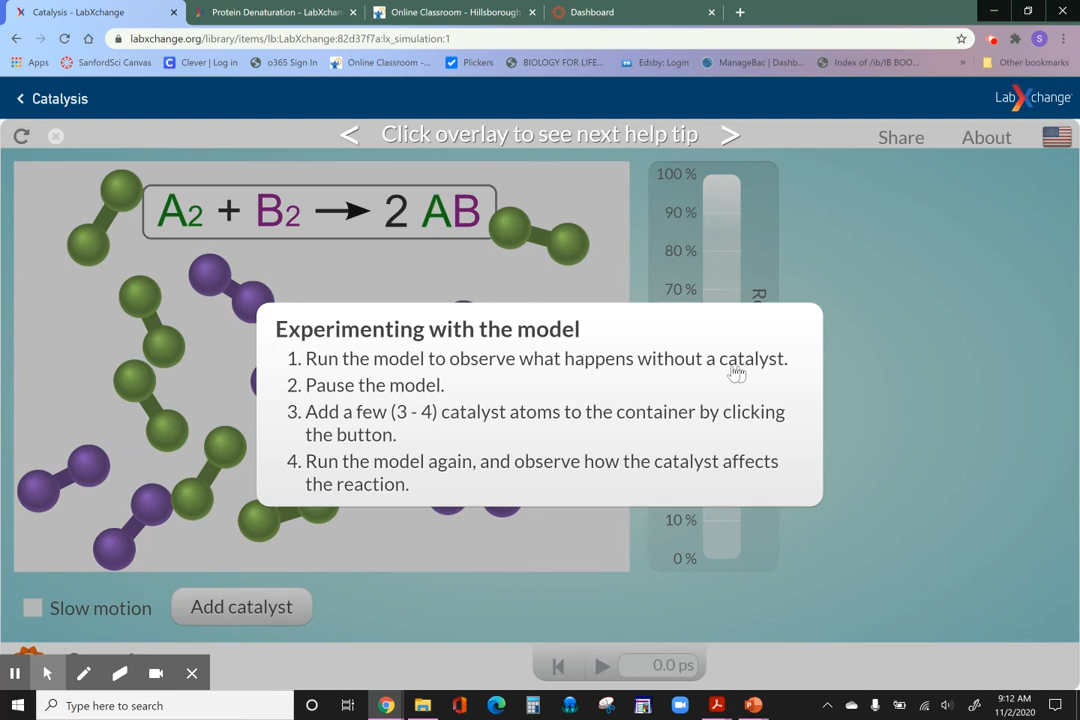 Catalysis - LabXchange
Protein Denaturation - LabXchan
Online Classroom - Hillsborough
Dashboard
labxchange.org/library/items/lb:LabXchange:82d37f7a:lx_simulation:1
S
Apps
SanfordSci Canvas
Clever | Log in
o365 Sign In
Online Classroom -...
Plickers
BIOLOGY FOR LIFE...
Edsby: Login
ManageBac | Dashb...
Index of /ib/IB BOO...
»
Other bookmarks
Catalysis
LabXchange
Click overlay to see next help tip
Share
About
A2 + B2 → 2 AB
100 %
90 %
80 %
70 %
Experimenting with the model
1. Run the model to observe what happens without a catalyst.
2. Pause the model.
3. Add a few (3 - 4) catalyst atoms to the container by clicking
the button.
4. Run the model again, and observe how the catalyst affects
the reaction.
10 %
0 %
Slow motion
Add catalyst
0.0 ps
Type here to search
9:12 AM
11/2/2020